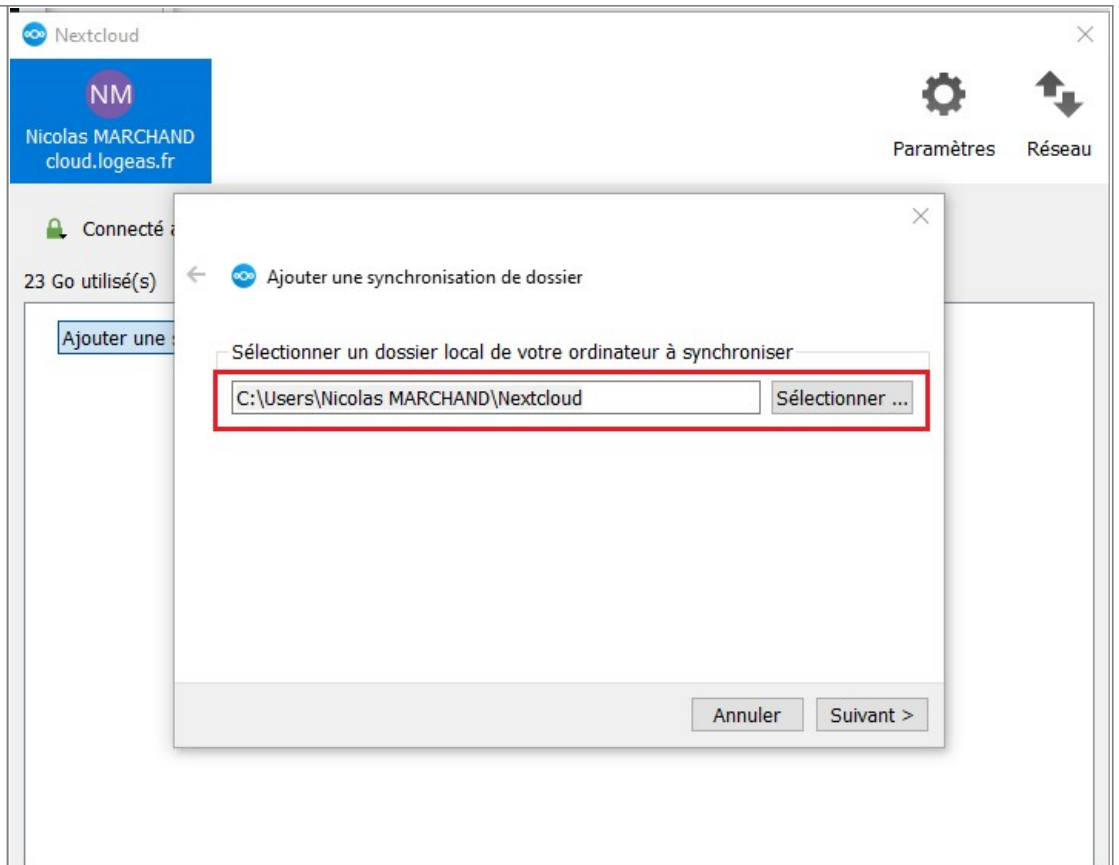 Nextcloud
NM
Nicolas MARCHAND
cloud.logeas.fr
Paramètres
Réseau
Connecté
23 Go utilisé(s)
Ajouter une
Ajouter une synchronisation de dossier
Sélectionner un dossier local de votre ordinateur à synchroniser
C:\Users\Nicolas MARCHAND\Nextcloud
Sélectionner ...
Annuler
Suivant >